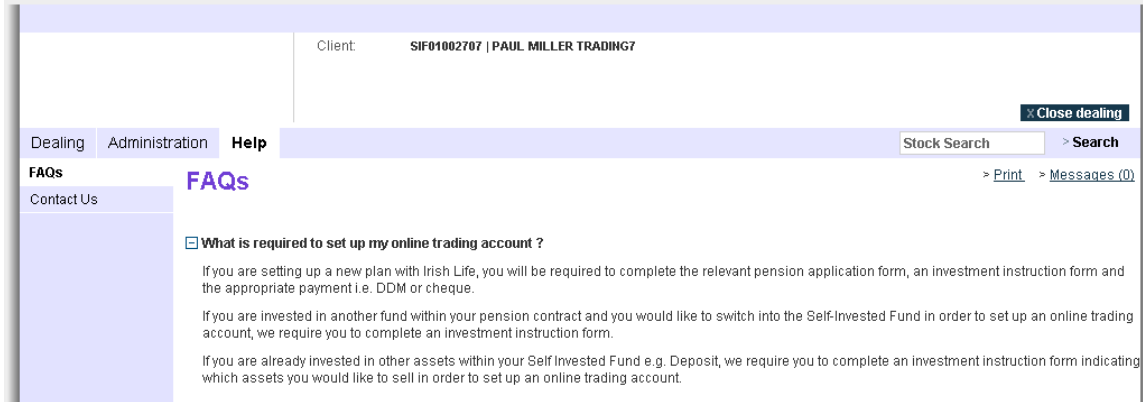 Client: SIF01002707 | PAUL MILLER TRADING7
X Close dealing
Dealing Administration Help Stock Search > Search
FAQs
Contact Us
FAQs
> Print > Messages (0)
What is required to set up my online trading account ?
If you are setting up a new plan with Irish Life, you will be required to complete the relevant pension application form, an investment instruction form and
the appropriate payment i.e. DDM or cheque.
If you are invested in another fund within your pension contract and you would like to switch into the Self-Invested Fund in order to set up an online trading
account, we require you to complete an investment instruction form.
If you are already invested in other assets within your Self Invested Fund e.g. Deposit, we require you to complete an investment instruction form indicating
which assets you would like to sell in order to set up an online trading account.